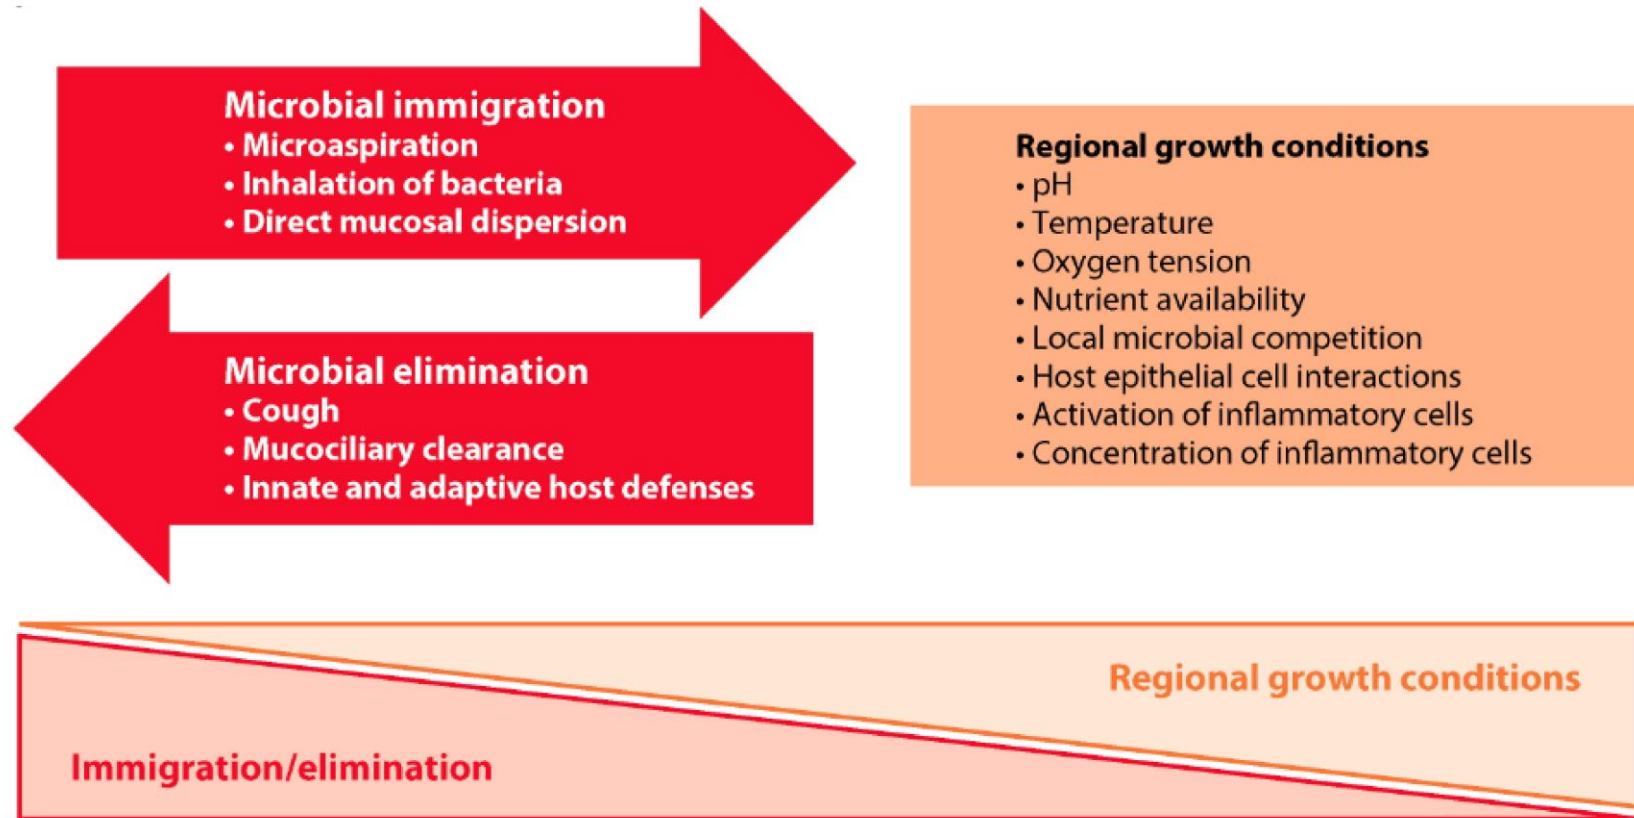 Microbial immigration
• Microaspiration
• Inhalation of bacteria
• Direct mucosal dispersion
Microbial elimination
• Cough
• Mucociliary clearance
• Innate and adaptive host defenses
Regional growth conditions
• pH
• Temperature
• Oxygen tension
• Nutrient availability
• Local microbial competition
• Host epithelial cell interactions
• Activation of inflammatory cells
• Concentration of inflammatory cells
Regional growth conditions
Immigration/elimination